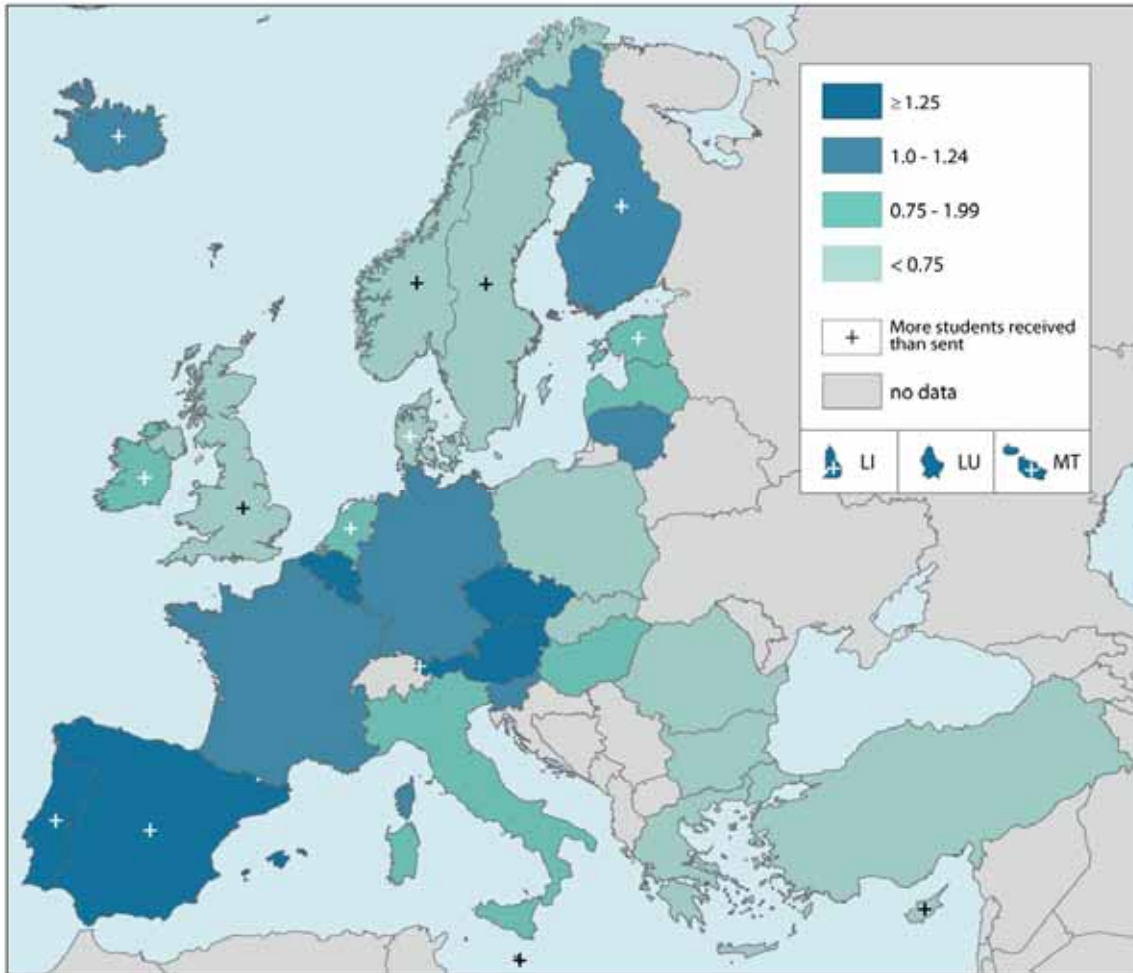 ≥ 1.25
1.0 - 1.24
0.75 - 1.99
< 0.75
More students received
than sent
no data
LI
LU
MT